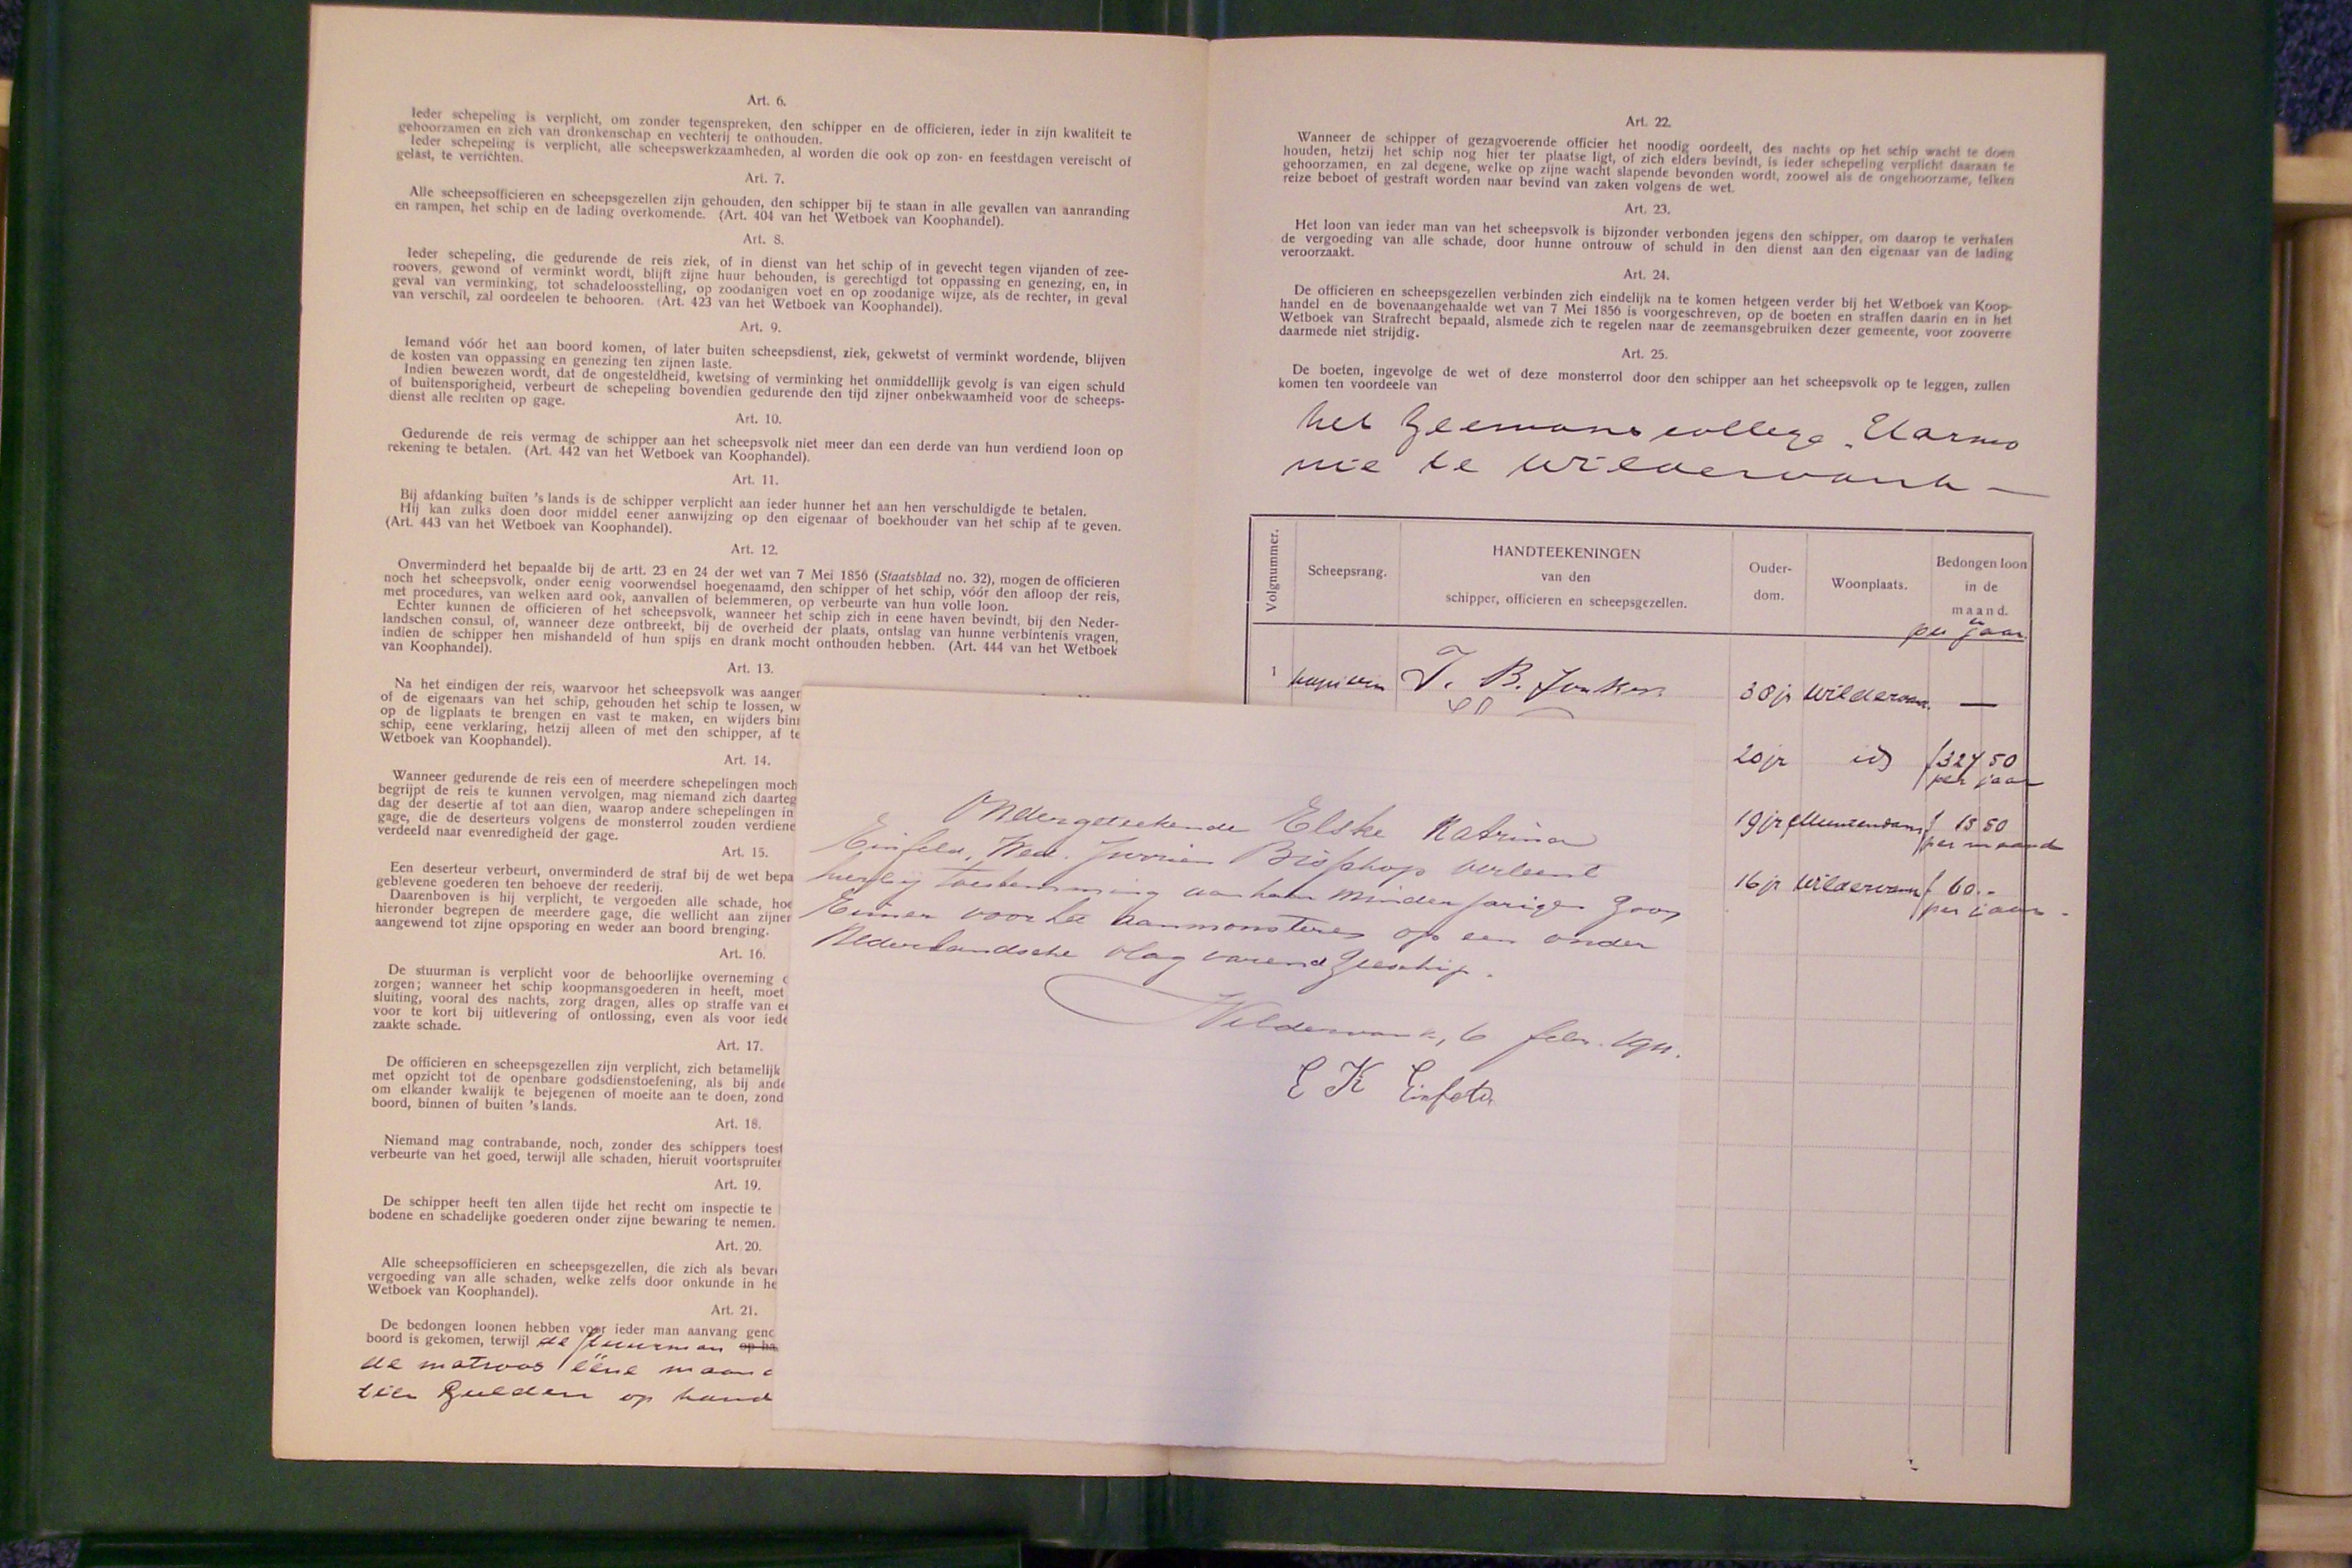 Art. 6.
Ieder schepeling is verplicht, om zonder tegenspreken, den schipper en de officieren, ieder in zijn kwaliteit te
gehoorzamen en zich van dronkenschap en vechterij te onthouden.
Ieder schepeling is verplicht, alle scheepswerkzaamheden, al worden die ook op zon- en feestdagen vereischt of
gelast, te verrichten.
Art. 7.
Alle scheepsofficieren en scheepsgezellen zijn gehouden, den schipper bij te staan in alle gevallen van aanranding
en rampen, het schip en de lading overkomende. (Art. 404 van het Wetboek van Koophandel).
Art. 8.
Ieder schepeling, die gedurende de reis ziek, of in dienst van het schip of in gevecht tegen vijanden of zee-
roovers, gewond of verminkt wordt, blijft zijne huur behouden, is gerechtigd tot oppassing en genezing, en, in
geval van verminking, tot schadeloosstelling, op zoodanigen voet en op zoodanige wijze, als de rechter, in geval
van verschil, zal oordeelen te behooren. (Art. 423 van het Wetboek van Koophandel).
Art. 9.
Iemand vóór het aan boord komen, of later buiten scheepsdienst, ziek, gekwetst of verminkt wordende, blijven
de kosten van oppassing en genezing ten zijnen laste.
Indien bewezen wordt, dat de ongesteldheid, kwetsing of verminking het onmiddellijk gevolg is van eigen schuld
of buitensporigheid, verbeurt de schepeling bovendien gedurende den tijd zijner onbekwaamheid voor de scheeps-
dienst alle rechten op gage.
Art. 10.
Gedurende de reis vermag de schipper aan het scheepsvolk niet meer dan een derde van hun verdiend loon op
rekening te betalen. (Art. 442 van het Wetboek van Koophandel).
Art. 11.
Bij afdanking buiten 's lands is de schipper verplicht aan ieder hunner het aan hen verschuldigde te betalen.
Hij kan zulks doen door middel eener aanwijzing op den eigenaar of boekhouder van het schip af te geven.
(Art. 443 van het Wetboek van Koophandel).
Art. 12.
Onverminderd het bepaalde bij de artt. 23 en 24 der wet van 7 Mei 1856 (Staatsblad no. 32), mogen de officieren
noch het scheepsvolk, onder eenig voorwendsel hoegenaamd, den schipper of het schip, vóór den afloop der reis,
met procedures, van welken aard ook, aanvallen of belemmeren, op verbeurte van hun volle loon.
Echter kunnen de officieren of het scheepsvolk, wanneer het schip zich in eene haven bevindt, bij den Neder-
landschen consul, of, wanneer deze ontbreekt, bij de overheid der plaats, ontslag van hunne verbintenis vragen,
indien de schipper hen mishandeld of hun spijs en drank mocht onthouden hebben. (Art. 444 van het Wetboek
van Koophandel).
Art. 13.
Na het eindigen der reis, waarvoor het scheepsvolk was aanger
of de eigenaars van het schip, gehouden het schip te lossen, w
op de ligplaats te brengen en vast te maken, en wijders binn
schip, eene verklaring, hetzij alleen of met den schipper, af te
Wetboek van Koophandel).
Art. 14.
Wanneer gedurende de reis een of meerdere schepelingen moch
begrijpt de reis te kunnen vervolgen, mag niemand zich daarteg
dag der desertie af tot aan dien, waarop andere schepelingen in
gage, die de deserteurs volgens de monsterrol zouden verdiene
verdeeld naar evenredigheid der gage.
Art. 15.
Een deserteur verbeurt, onverminderd de straf bij de wet bepa
geblevene goederen ten behoeve der reederij.
Daarenboven is hij verplicht, te vergoeden alle schade, hoe
hieronder begrepen de meerdere gage, die wellicht aan zijner
aangewend tot zijne opsporing en weder aan boord brenging.
Art. 16.
De stuurman is verplicht voor de behoorlijke overneming
zorgen; wanneer het schip koopmansgoederen in heeft, moet
sluiting, vooral des nachts, zorg dragen, alles op straffe van e
voor te kort bij uitlevering of ontlossing, even als voor iede
zaakte schade.
Art. 17.
De officieren en scheepsgezellen zijn verplicht, zich betamelijk
met opzicht tot de openbare godsdienstoefening, als bij ande
om elkander kwalijk te bejegenen of moeite aan te doen, zond
boord, binnen of buiten 's lands.
Art. 18.
Niemand mag contrabande, noch, zonder des schippers toest
verbeurte van het goed, terwijl alle schaden, hieruit voortspruiter
Art. 19.
De schipper heeft ten allen tijde het recht om inspectie te
bodene en schadelijke goederen onder zijne bewaring te nemen.
Art. 20.
Alle scheepsofficieren en scheepsgezellen, die zich als bevar
vergoeding van alle schaden, welke zelfs door onkunde in he
Wetboek van Koophandel).
Art. 21.
De bedongen loonen hebben voor ieder man aanvang geno
boord is gekomen, terwijl de stuurman op ha
de matroos ééne maand
tien Gulden op hand
Art. 22.
Wanneer de schipper of gezagvoerende officier het noodig oordeelt, des nachts op het schip wacht te doen
houden, hetzij het schip nog hier ter plaatse ligt, of zich elders bevindt, is ieder schepeling verplicht daaraan te
gehoorzamen, en zal degene, welke op zijne wacht slapende bevonden wordt, zoowel als de ongehoorzame, telken
reize beboet of gestraft worden naar bevind van zaken volgens de wet.
Art. 23.
Het loon van ieder man van het scheepsvolk is bijzonder verbonden jegens den schipper, om daarop te verhalen
de vergoeding van alle schade, door hunne ontrouw of schuld in den dienst aan den eigenaar van de lading
veroorzaakt.
Art. 24.
De officieren en scheepsgezellen verbinden zich eindelijk na te komen hetgeen verder bij het Wetboek van Koop-
handel en de bovenaangehaalde wet van 7 Mei 1856 is voorgeschreven, op de boeten en straffen daarin en in het
Wetboek van Strafrecht bepaald, alsmede zich te regelen naar de zeemansgebruiken dezer gemeente, voor zooverre
daarmede niet strijdig.
Art. 25.
De boeten, ingevolge de wet of deze monsterrol door den schipper aan het scheepsvolk op te leggen, zullen
komen ten voordeele van
het Zeemanscollege „Harmo
nie te Wildervank —
Volgnummer.
Scheepsrang.
HANDTEEKENINGEN
van den
schipper, officieren en scheepsgezellen.
Ouder-
dom.
Woonplaats.
Bedongen loon
in de
maand.
en
per jaar
1 kapitein J. B. Jonker 38 jr Wildervank —
20 jr id f 327 50
per jaar
19 jr Muntendam f 15 50
per maand
16 jr Wildervank f 60.-
per jaar
Ondergeteekende Elske Katrina
Einfeld, Wed. Jurrien Bisschop verleent
hierbij toestemming aan haar minderjarigen Zoon
Eimer voor het aanmonsteren op een onder
Nederlandsche vlag varend Zeeschip.
Wildervank, 6 febr. 1911.
E K Einfeld